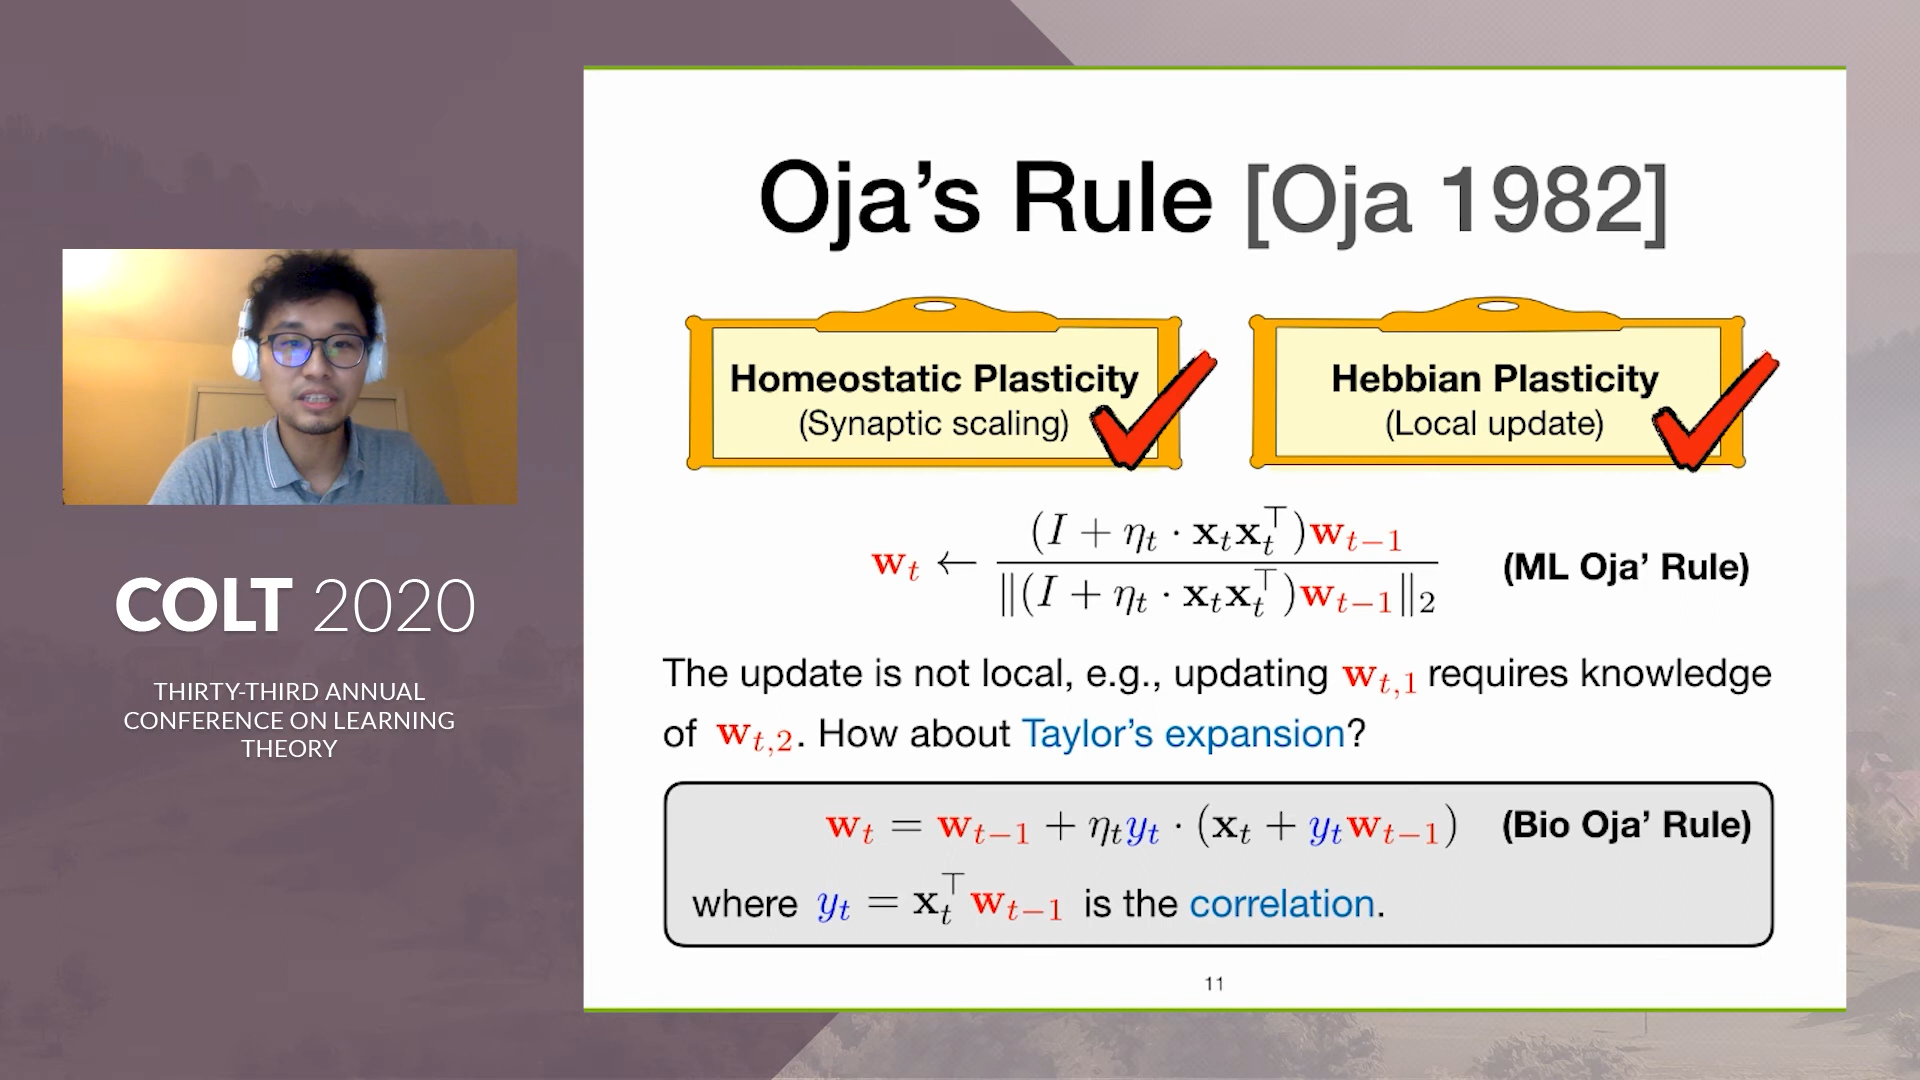 COLT 2020
THIRTY-THIRD ANNUAL
CONFERENCE ON LEARNING
THEORY
Oja’s Rule [Oja 1982]
Homeostatic Plasticity
(Synaptic scaling)
Hebbian Plasticity
(Local update)
w_t ← (I + η_t · x_t x_t^⊤)w_{t−1} / ‖(I + η_t · x_t x_t^⊤)w_{t−1}‖_2 (ML Oja’ Rule)
The update is not local, e.g., updating w_{t,1} requires knowledge
of w_{t,2}. How about Taylor’s expansion?
w_t = w_{t−1} + η_t y_t · (x_t + y_t w_{t−1}) (Bio Oja’ Rule)
where y_t = x_t^⊤ w_{t−1} is the correlation.
11